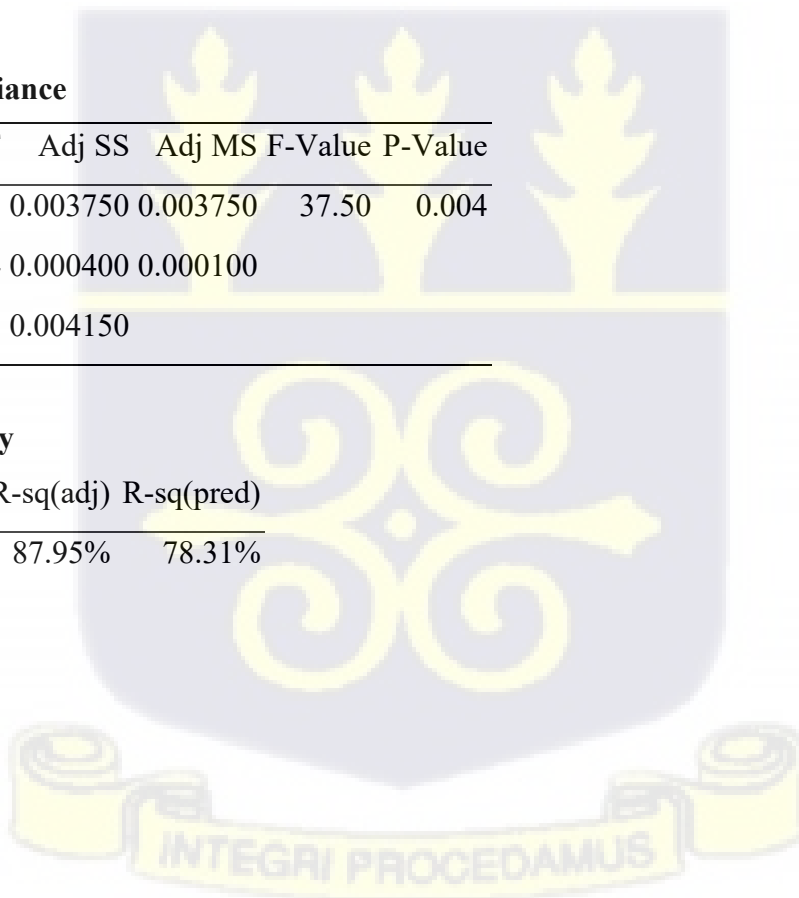 iance
Adj SS Adj MS F-Value P-Value
0.003750 0.003750 37.50 0.004
0.000400 0.000100
0.004150
y
R-sq(adj) R-sq(pred)
87.95% 78.31%
INTEGRI PROCEDAMUS